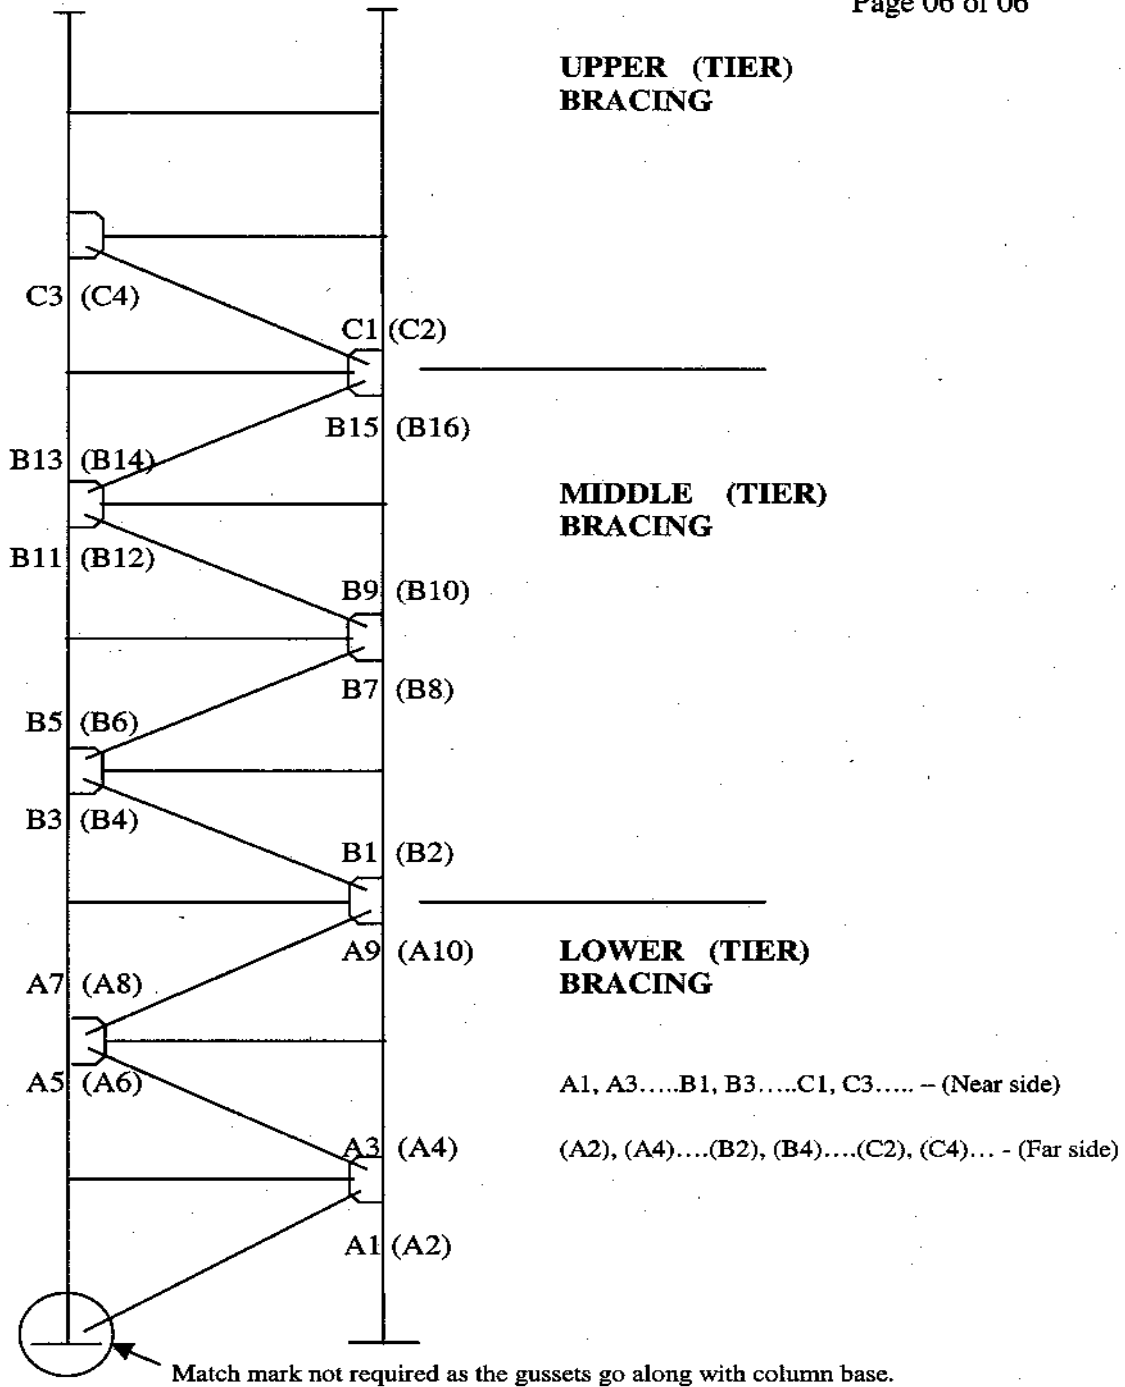 Page 06 of 06
UPPER (TIER)
BRACING
C3 (C4)
C1 (C2)
B15 (B16)
B13 (B14)
MIDDLE (TIER)
BRACING
B11 (B12)
B9 (B10)
B7 (B8)
B5 (B6)
B3 (B4)
B1 (B2)
A9 (A10)
LOWER (TIER)
BRACING
A7 (A8)
A5 (A6)
A1, A3.....B1, B3.....C1, C3..... – (Near side)
A3 (A4)
(A2), (A4)....(B2), (B4)....(C2), (C4)... - (Far side)
A1 (A2)
Match mark not required as the gussets go along with column base.